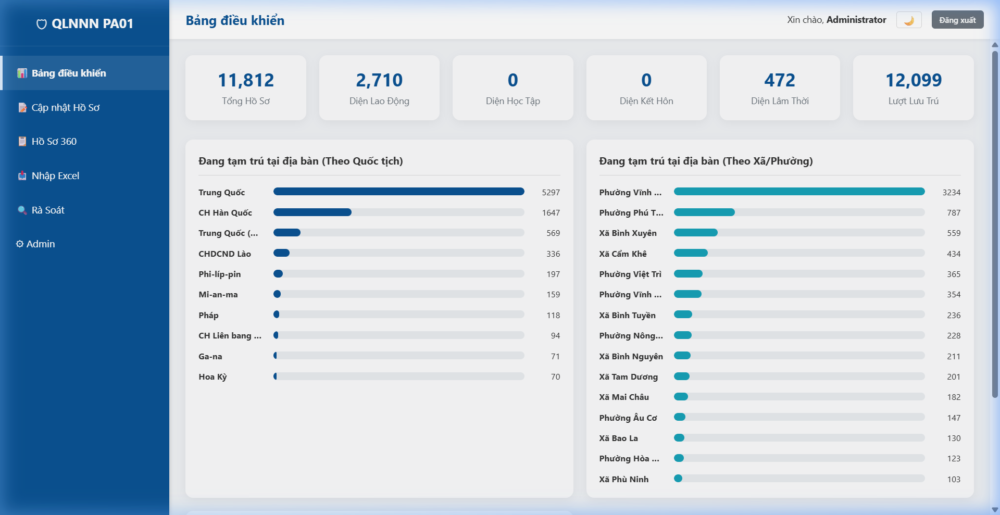 QLNNN PA01
Bảng điều khiển
Cập nhật Hồ Sơ
Hồ Sơ 360
Nhập Excel
Rà Soát
Admin
Bảng điều khiển
Xin chào, Administrator
Đăng xuất
11,812
Tổng Hồ Sơ
2,710
Diện Lao Động
0
Diện Học Tập
0
Diện Kết Hôn
472
Diện Lâm Thời
12,099
Lượt Lưu Trú
Đang tạm trú tại địa bàn (Theo Quốc tịch)
Trung Quốc 5297
CH Hàn Quốc 1647
Trung Quốc (... 569
CHDCND Lào 336
Phi-líp-pin 197
Mi-an-ma 159
Pháp 118
CH Liên bang ... 94
Ga-na 71
Hoa Kỳ 70
Đang tạm trú tại địa bàn (Theo Xã/Phường)
Phường Vĩnh ... 3234
Phường Phú T... 787
Xã Bình Xuyên 559
Xã Cẩm Khê 434
Phường Việt Trì 365
Phường Vĩnh ... 354
Xã Bình Tuyền 236
Phường Nông... 228
Xã Bình Nguyên 211
Xã Tam Dương 201
Xã Mai Châu 182
Phường Âu Cơ 147
Xã Bao La 130
Phường Hòa ... 123
Xã Phù Ninh 103